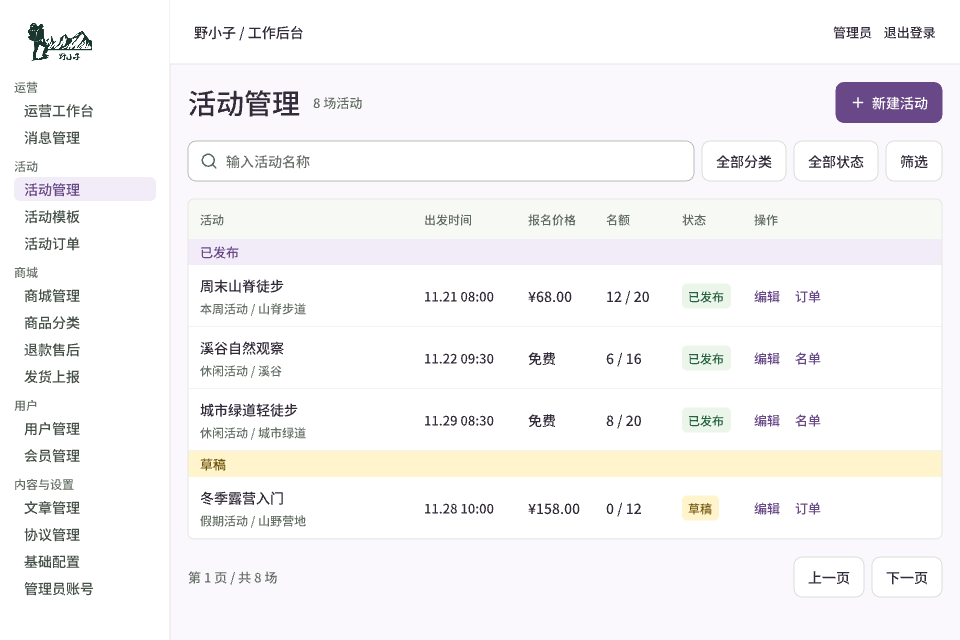 野小子
野小子 / 工作后台
管理员 退出登录
运营
运营工作台
消息管理
活动
活动管理
活动模板
活动订单
商城
商城管理
商品分类
退款售后
发货上报
用户
用户管理
会员管理
内容与设置
文章管理
协议管理
基础配置
管理员账号
活动管理 8 场活动
+ 新建活动
输入活动名称
全部分类
全部状态
筛选
活动 出发时间 报名价格 名额 状态 操作
已发布
周末山脊徒步
本周活动 / 山脊步道
11.21 08:00 ¥68.00 12 / 20 已发布 编辑 订单
溪谷自然观察
休闲活动 / 溪谷
11.22 09:30 免费 6 / 16 已发布 编辑 名单
城市绿道轻徒步
休闲活动 / 城市绿道
11.29 08:30 免费 8 / 20 已发布 编辑 名单
草稿
冬季露营入门
假期活动 / 山野营地
11.28 10:00 ¥158.00 0 / 12 草稿 编辑 订单
第 1 页 / 共 8 场
上一页
下一页